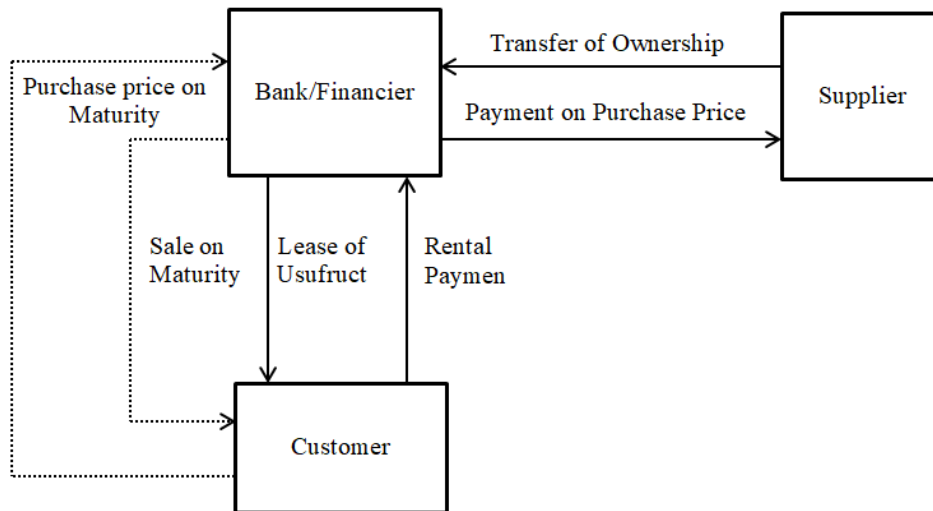 Transfer of Ownership
Purchase price on
Maturity
Bank/Financier
Supplier
Payment on Purchase Price
Sale on
Maturity
Lease of
Usufruct
Rental
Paymen
Customer